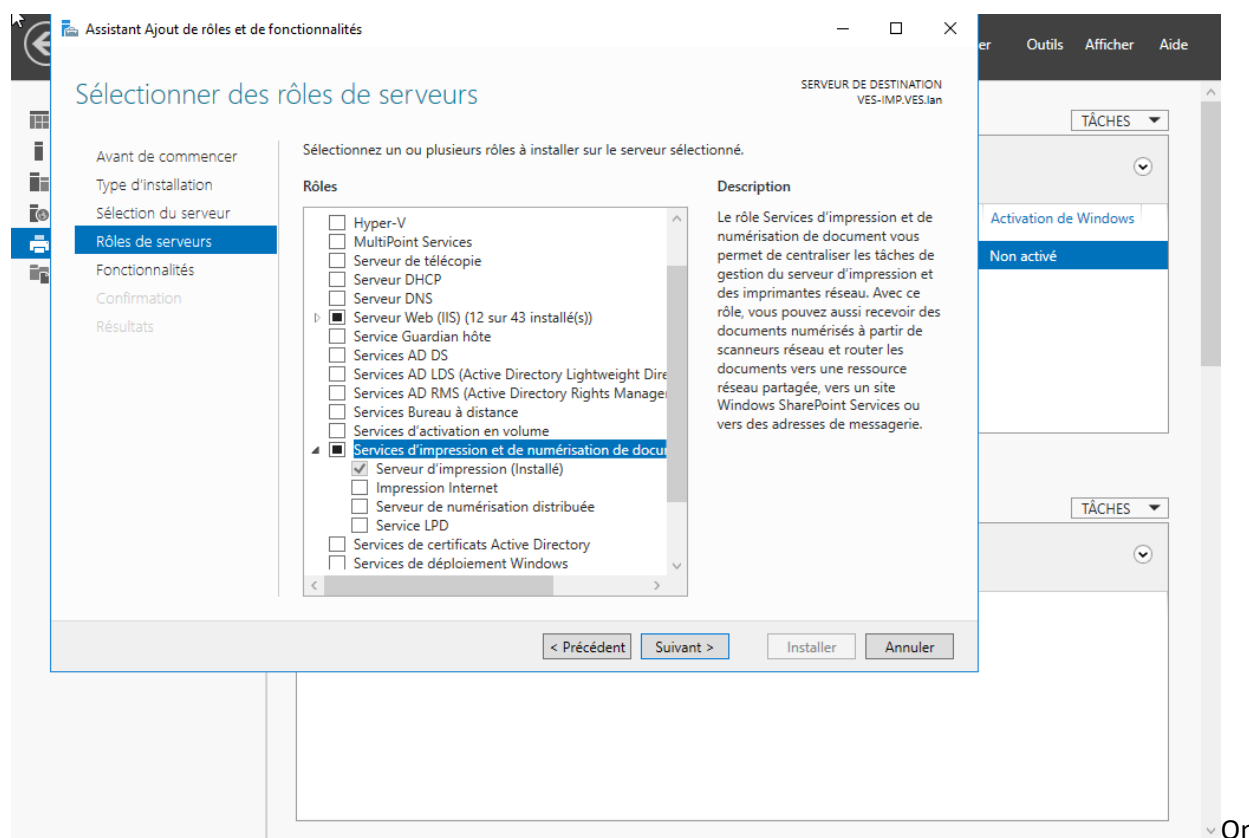 Assistant Ajout de rôles et de fonctionnalités
er Outils Afficher Aide
Sélectionner des rôles de serveurs
SERVEUR DE DESTINATION
VES-IMP.VES.lan
TÂCHES
Avant de commencer
Type d'installation
Sélection du serveur
Rôles de serveurs
Fonctionnalités
Confirmation
Résultats
Sélectionnez un ou plusieurs rôles à installer sur le serveur sélectionné.
Rôles
Hyper-V
MultiPoint Services
Serveur de télécopie
Serveur DHCP
Serveur DNS
Serveur Web (IIS) (12 sur 43 installé(s))
Service Guardian hôte
Services AD DS
Services AD LDS (Active Directory Lightweight Dire
Services AD RMS (Active Directory Rights Manage
Services Bureau à distance
Services d'activation en volume
Services d'impression et de numérisation de docu
Serveur d'impression (Installé)
Impression Internet
Serveur de numérisation distribuée
Service LPD
Services de certificats Active Directory
Services de déploiement Windows
Description
Le rôle Services d'impression et de
numérisation de document vous
permet de centraliser les tâches de
gestion du serveur d'impression et
des imprimantes réseau. Avec ce
rôle, vous pouvez aussi recevoir des
documents numérisés à partir de
scanneurs réseau et router les
documents vers une ressource
réseau partagée, vers un site
Windows SharePoint Services ou
vers des adresses de messagerie.
Activation de Windows
Non activé
TÂCHES
< Précédent
Suivant >
Installer
Annuler
Or